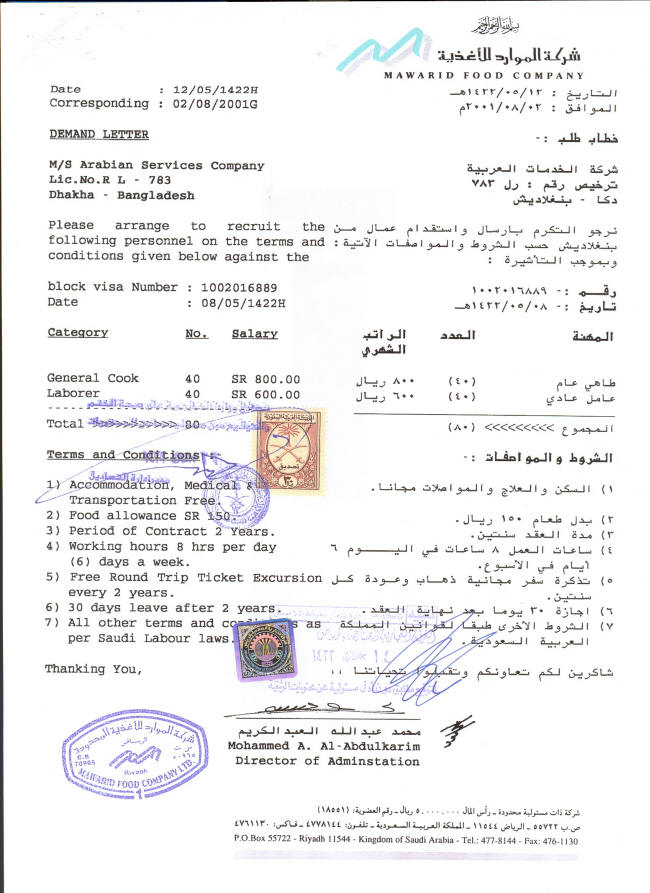 بسم الله الرحمن الرحيم
شركة الموارد للأغذية
MAWARID FOOD COMPANY
Date : 12/05/1422H
Corresponding : 02/08/2001G
التاريخ : ١٤٢٢/٠٥/١٢هـ
الموافق : ٢٠٠١/٠٨/٠٢م
DEMAND LETTER
خطاب طلب :-
M/S Arabian Services Company
Lic.No.R L - 783
Dhakha - Bangladesh
شركة الخدمات العربية
ترخيص رقم : رل ٧٨٣
دكا - بنغلاديش
Please arrange to recruit the
following personnel on the terms and
conditions given below against the
نرجو التكرم بارسال واستقدام عمال من
بنغلاديش حسب الشروط والمواصفات الآتية :
وبموجب التأشيرة :
block visa Number : 1002016889
Date : 08/05/1422H
رقم :- ١٠٠٢٠١٦٨٨٩
تاريخ :- ١٤٢٢/٠٥/٠٨هـ
Category No. Salary
المهنة العدد الراتب
الشهري
General Cook 40 SR 800.00
Laborer 40 SR 600.00
طاهي عام (٤٠) ٨٠٠ ريال
عامل عادي (٤٠) ٦٠٠ ريال
Total >>>>>>>>> 80
المجموع >>>>>>>>> (٨٠)
Terms and Conditions :
الشروط والمواصفات :-
1) Accommodation, Medical &
Transportation Free.
2) Food allowance SR 150.
3) Period of Contract 2 Years.
4) Working hours 8 hrs per day
(6) days a week.
5) Free Round Trip Ticket Excursion
every 2 years.
6) 30 days leave after 2 years.
7) All other terms and conditions as
per Saudi Labour laws.
١) السكن والعلاج والمواصلات مجانا.
٢) بدل طعام ١٥٠ ريال.
٣) مدة العقد سنتين.
٤) ساعات العمل ٨ ساعات في اليوم ٦
أيام في الأسبوع.
٥) تذكرة سفر مجانية ذهاب وعودة كل
سنتين.
٦) اجازة ٣٠ يوما بعد نهاية العقد.
٧) الشروط الأخرى طبقا لقوانين المملكة
العربية السعودية.
Thanking You,
شاكرين لكم تعاونكم وتقبلوا تحياتنا ،،
محمد عبدالله العبدالكريم
Mohammed A. Al-Abdulkarim
Director of Adminstation
تصديق
شركة الموارد للأغذية المحدودة
الرياض
C.R
70965
س.ت
٧٠٩٦٥
RIYADH
MAWARID FOOD COMPANY LTD.
1
شركة ذات مسئولية محدودة ـ رأس المال ٥,٠٠٠,٠٠٠ ريال ـ رقم العضوية: (١٨٥٥١)
ص.ب ٥٥٧٢٢ ـ الرياض ١١٥٤٤ ـ المملكة العربية السعودية ـ تلفون: ٤٧٧٨١٤٤ ـ فاكس: ٤٧٦١١٣٠
P.O.Box 55722 - Riyadh 11544 - Kingdom of Saudi Arabia - Tel.: 477-8144 - Fax: 476-1130